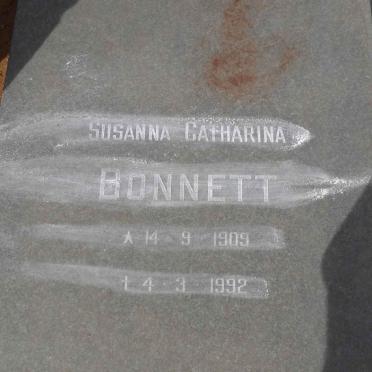 SUSANNA CATHARINA
BONNETT
★ 14 · 9 · 1909
† 4 · 3 · 1992